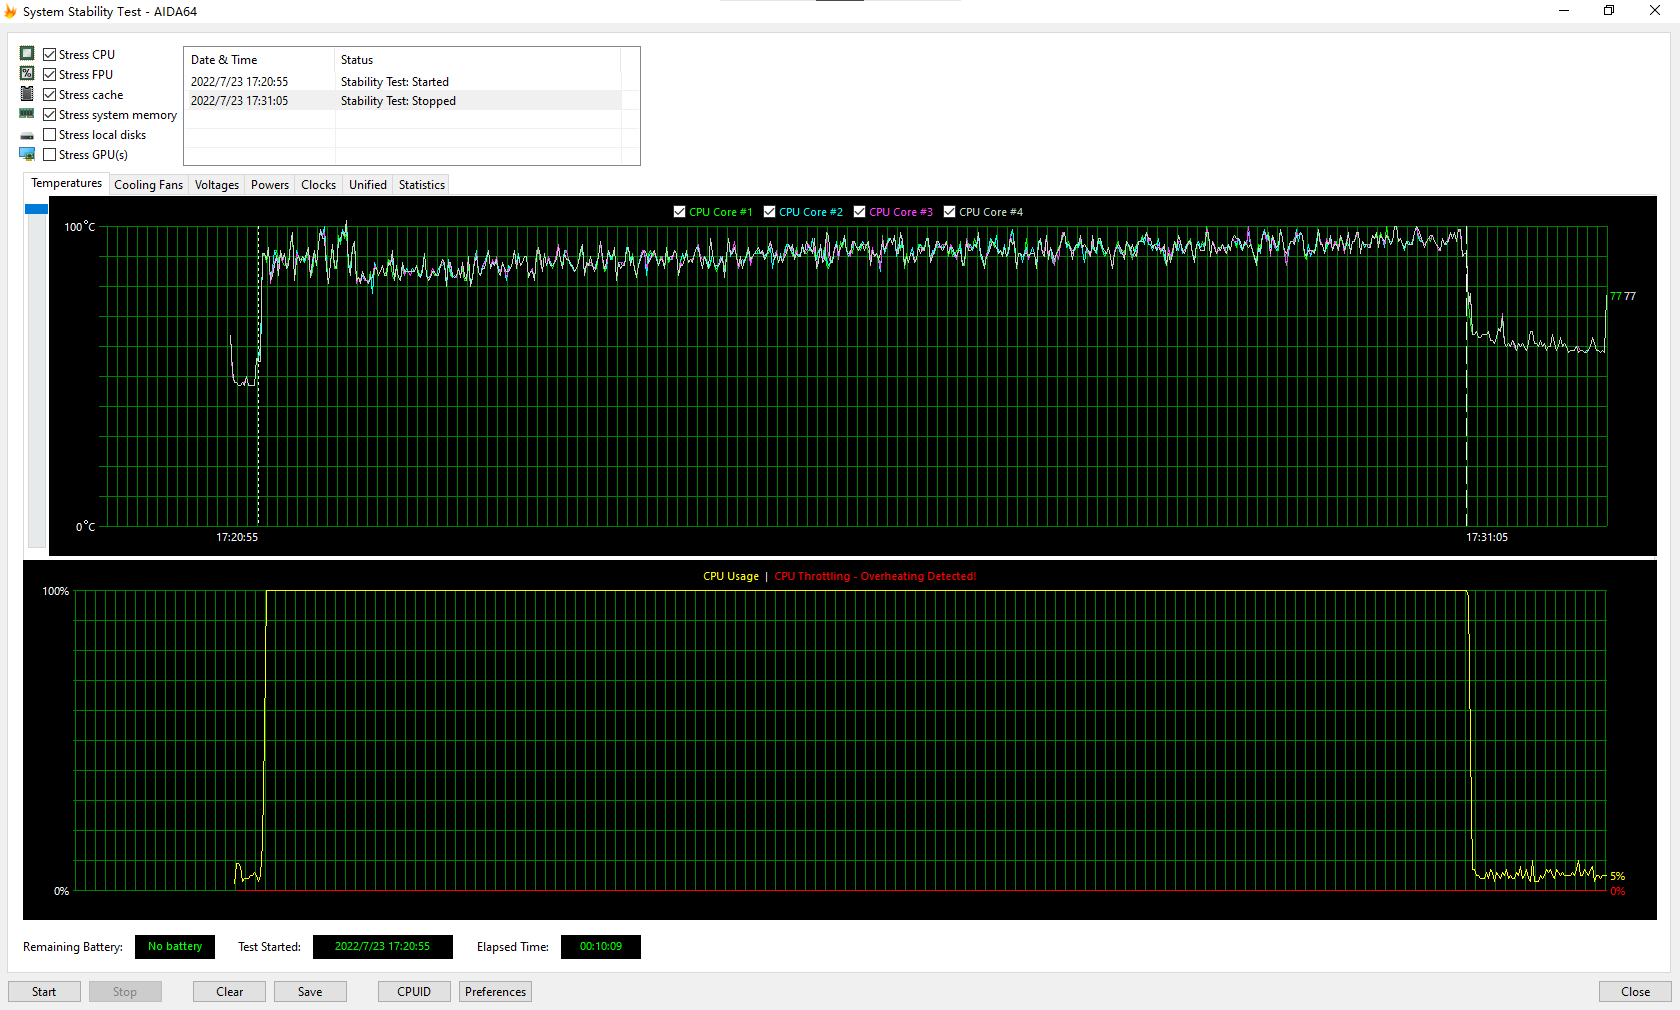 System Stability Test - AIDA64
Stress CPU
Stress FPU
Stress cache
Stress system memory
Stress local disks
Stress GPU(s)
Date & Time Status
2022/7/23 17:20:55 Stability Test: Started
2022/7/23 17:31:05 Stability Test: Stopped
Temperatures Cooling Fans Voltages Powers Clocks Unified Statistics
CPU Core #1 CPU Core #2 CPU Core #3 CPU Core #4
100°C
77 77
0°C
17:20:55 17:31:05
CPU Usage | CPU Throttling - Overheating Detected!
100%
5%
0% 0%
Remaining Battery: No battery Test Started: 2022/7/23 17:20:55 Elapsed Time: 00:10:09
Start Stop Clear Save CPUID Preferences Close